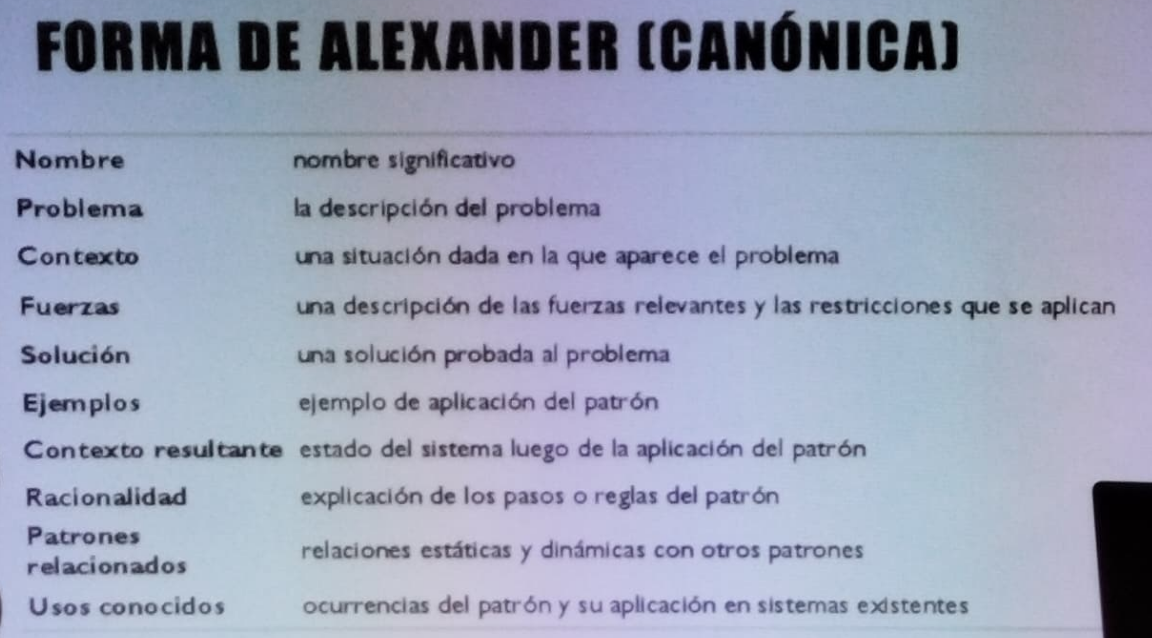 FORMA DE ALEXANDER (CANÓNICA)
Nombre nombre significativo
Problema la descripción del problema
Contexto una situación dada en la que aparece el problema
Fuerzas una descripción de las fuerzas relevantes y las restricciones que se aplican
Solución una solución probada al problema
Ejemplos ejemplo de aplicación del patrón
Contexto resultante estado del sistema luego de la aplicación del patrón
Racionalidad explicación de los pasos o reglas del patrón
Patrones
relacionados relaciones estáticas y dinámicas con otros patrones
Usos conocidos ocurrencias del patrón y su aplicación en sistemas existentes